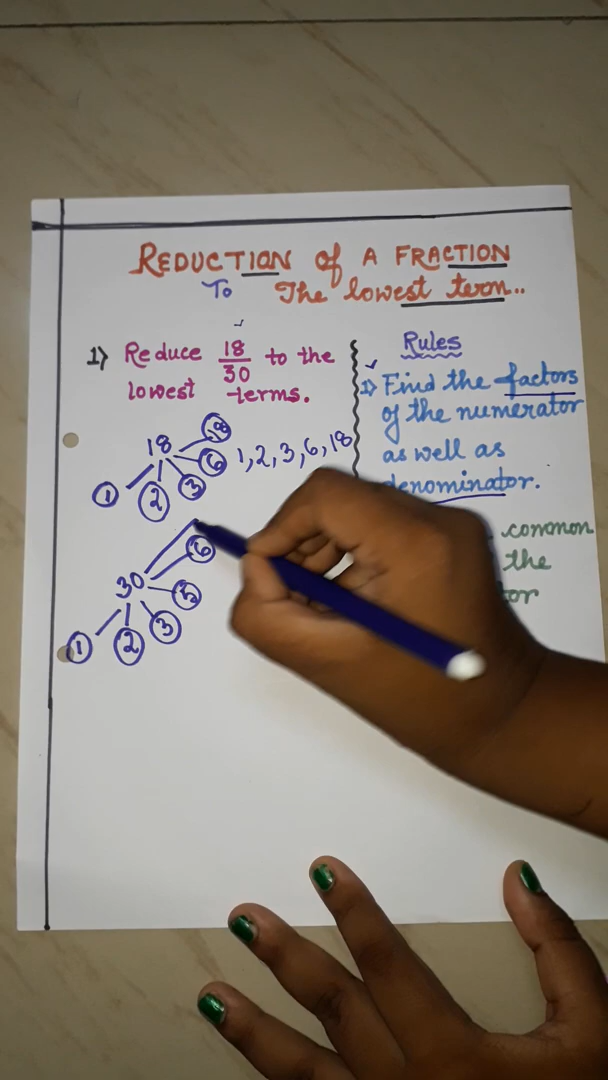 REDUCTION of A FRACTION
To The lowest term..
1) Reduce 18/30 to the
lowest terms.
18
1
2
3
6
18
1, 2, 3, 6, 18
30
1
2
3
5
6
Rules
1) Find the factors
of the numerator
as well as
denominator.
common
the